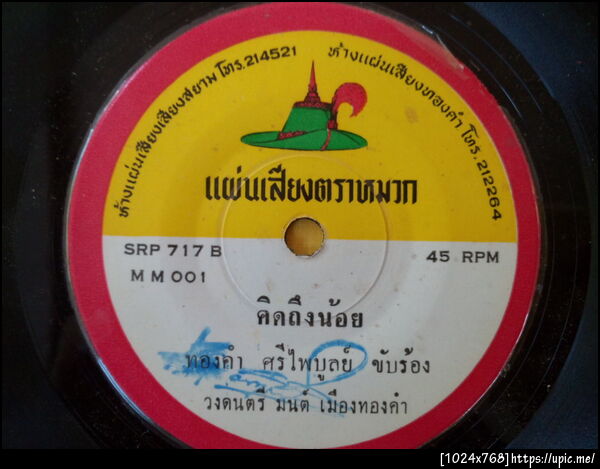 ห้างแผ่นเสียงเสียงสยาม โทร.214521
ห้างแผ่นเสียงทองคำ โทร. 212264
แผ่นเสียงตราหมวก
SRP 717 B
45 RPM
M M 001
คิดถึงน้อย
ทองคำ ศรีไพบูลย์ ขับร้อง
วงดนตรี มนต์ เมืองทองคำ
[1024x768]https://upic.me/